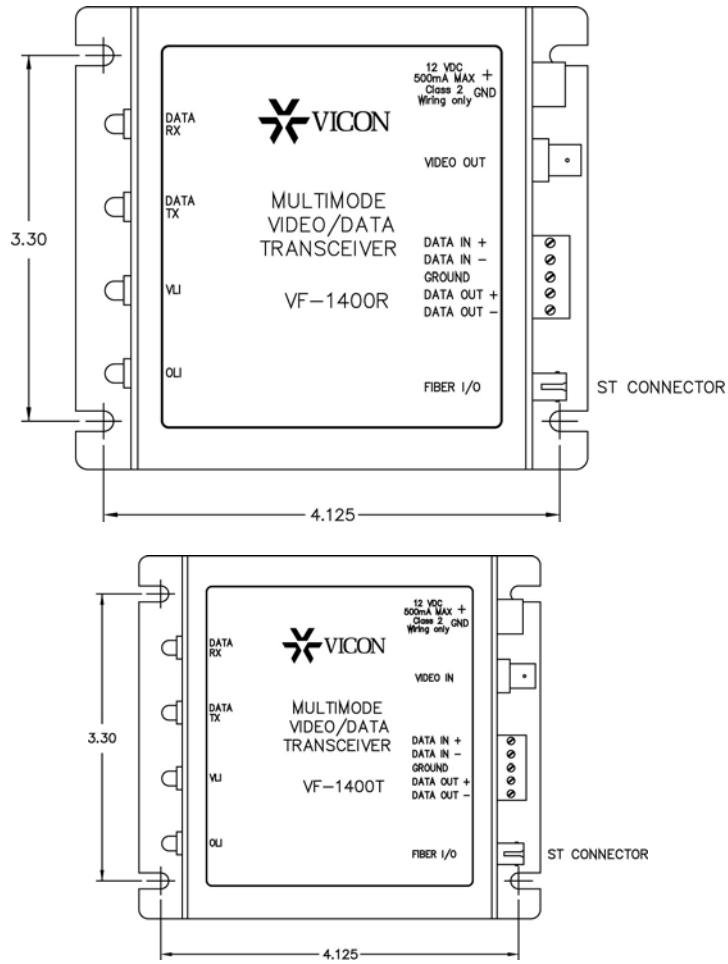 12 VDC
500mA MAX +
Class 2 GND
Wiring only
DATA
RX
VICON
VIDEO OUT
DATA
TX
MULTIMODE
VIDEO/DATA
TRANSCEIVER
3.30
DATA IN +
DATA IN -
GROUND
DATA OUT +
DATA OUT -
VLI
VF-1400R
OLI
FIBER I/O
ST CONNECTOR
4.125
12 VDC
500mA MAX +
Class 2 GND
Wiring only
DATA
RX
VICON
VIDEO IN
DATA
TX
MULTIMODE
VIDEO/DATA
TRANSCEIVER
3.30
DATA IN +
DATA IN -
GROUND
DATA OUT +
DATA OUT -
VLI
VF-1400T
OLI
FIBER I/O
ST CONNECTOR
4.125